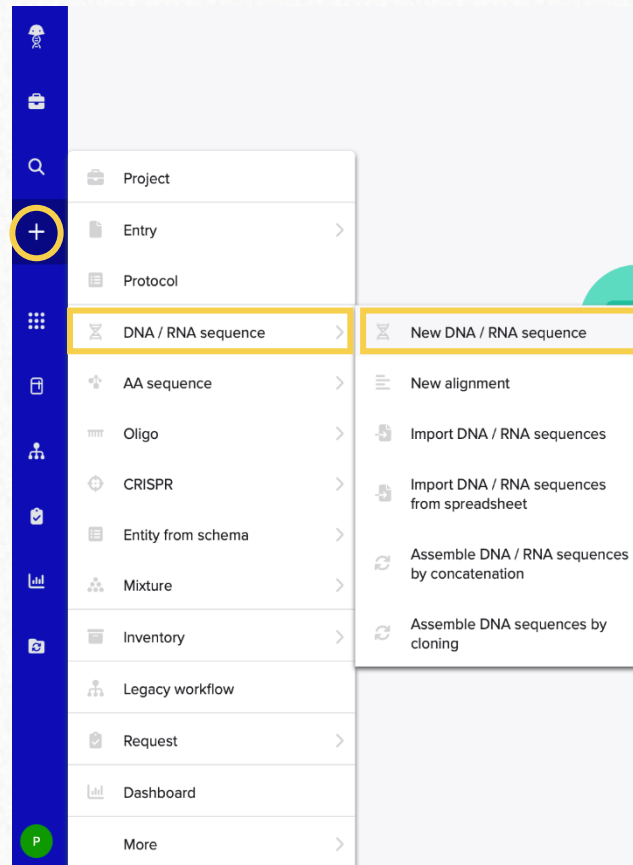 Project
Entry
Protocol
DNA / RNA sequence
AA sequence
Oligo
CRISPR
Entity from schema
Mixture
Inventory
Legacy workflow
Request
Dashboard
More
New DNA / RNA sequence
New alignment
Import DNA / RNA sequences
Import DNA / RNA sequences
from spreadsheet
Assemble DNA / RNA sequences
by concatenation
Assemble DNA sequences by
cloning
P